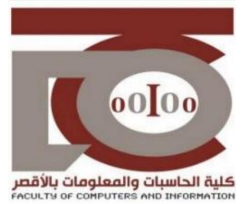 ooIoo
كلية الحاسبات والمعلومات بالأقصر
FACULTY OF COMPUTERS AND INFORMATION